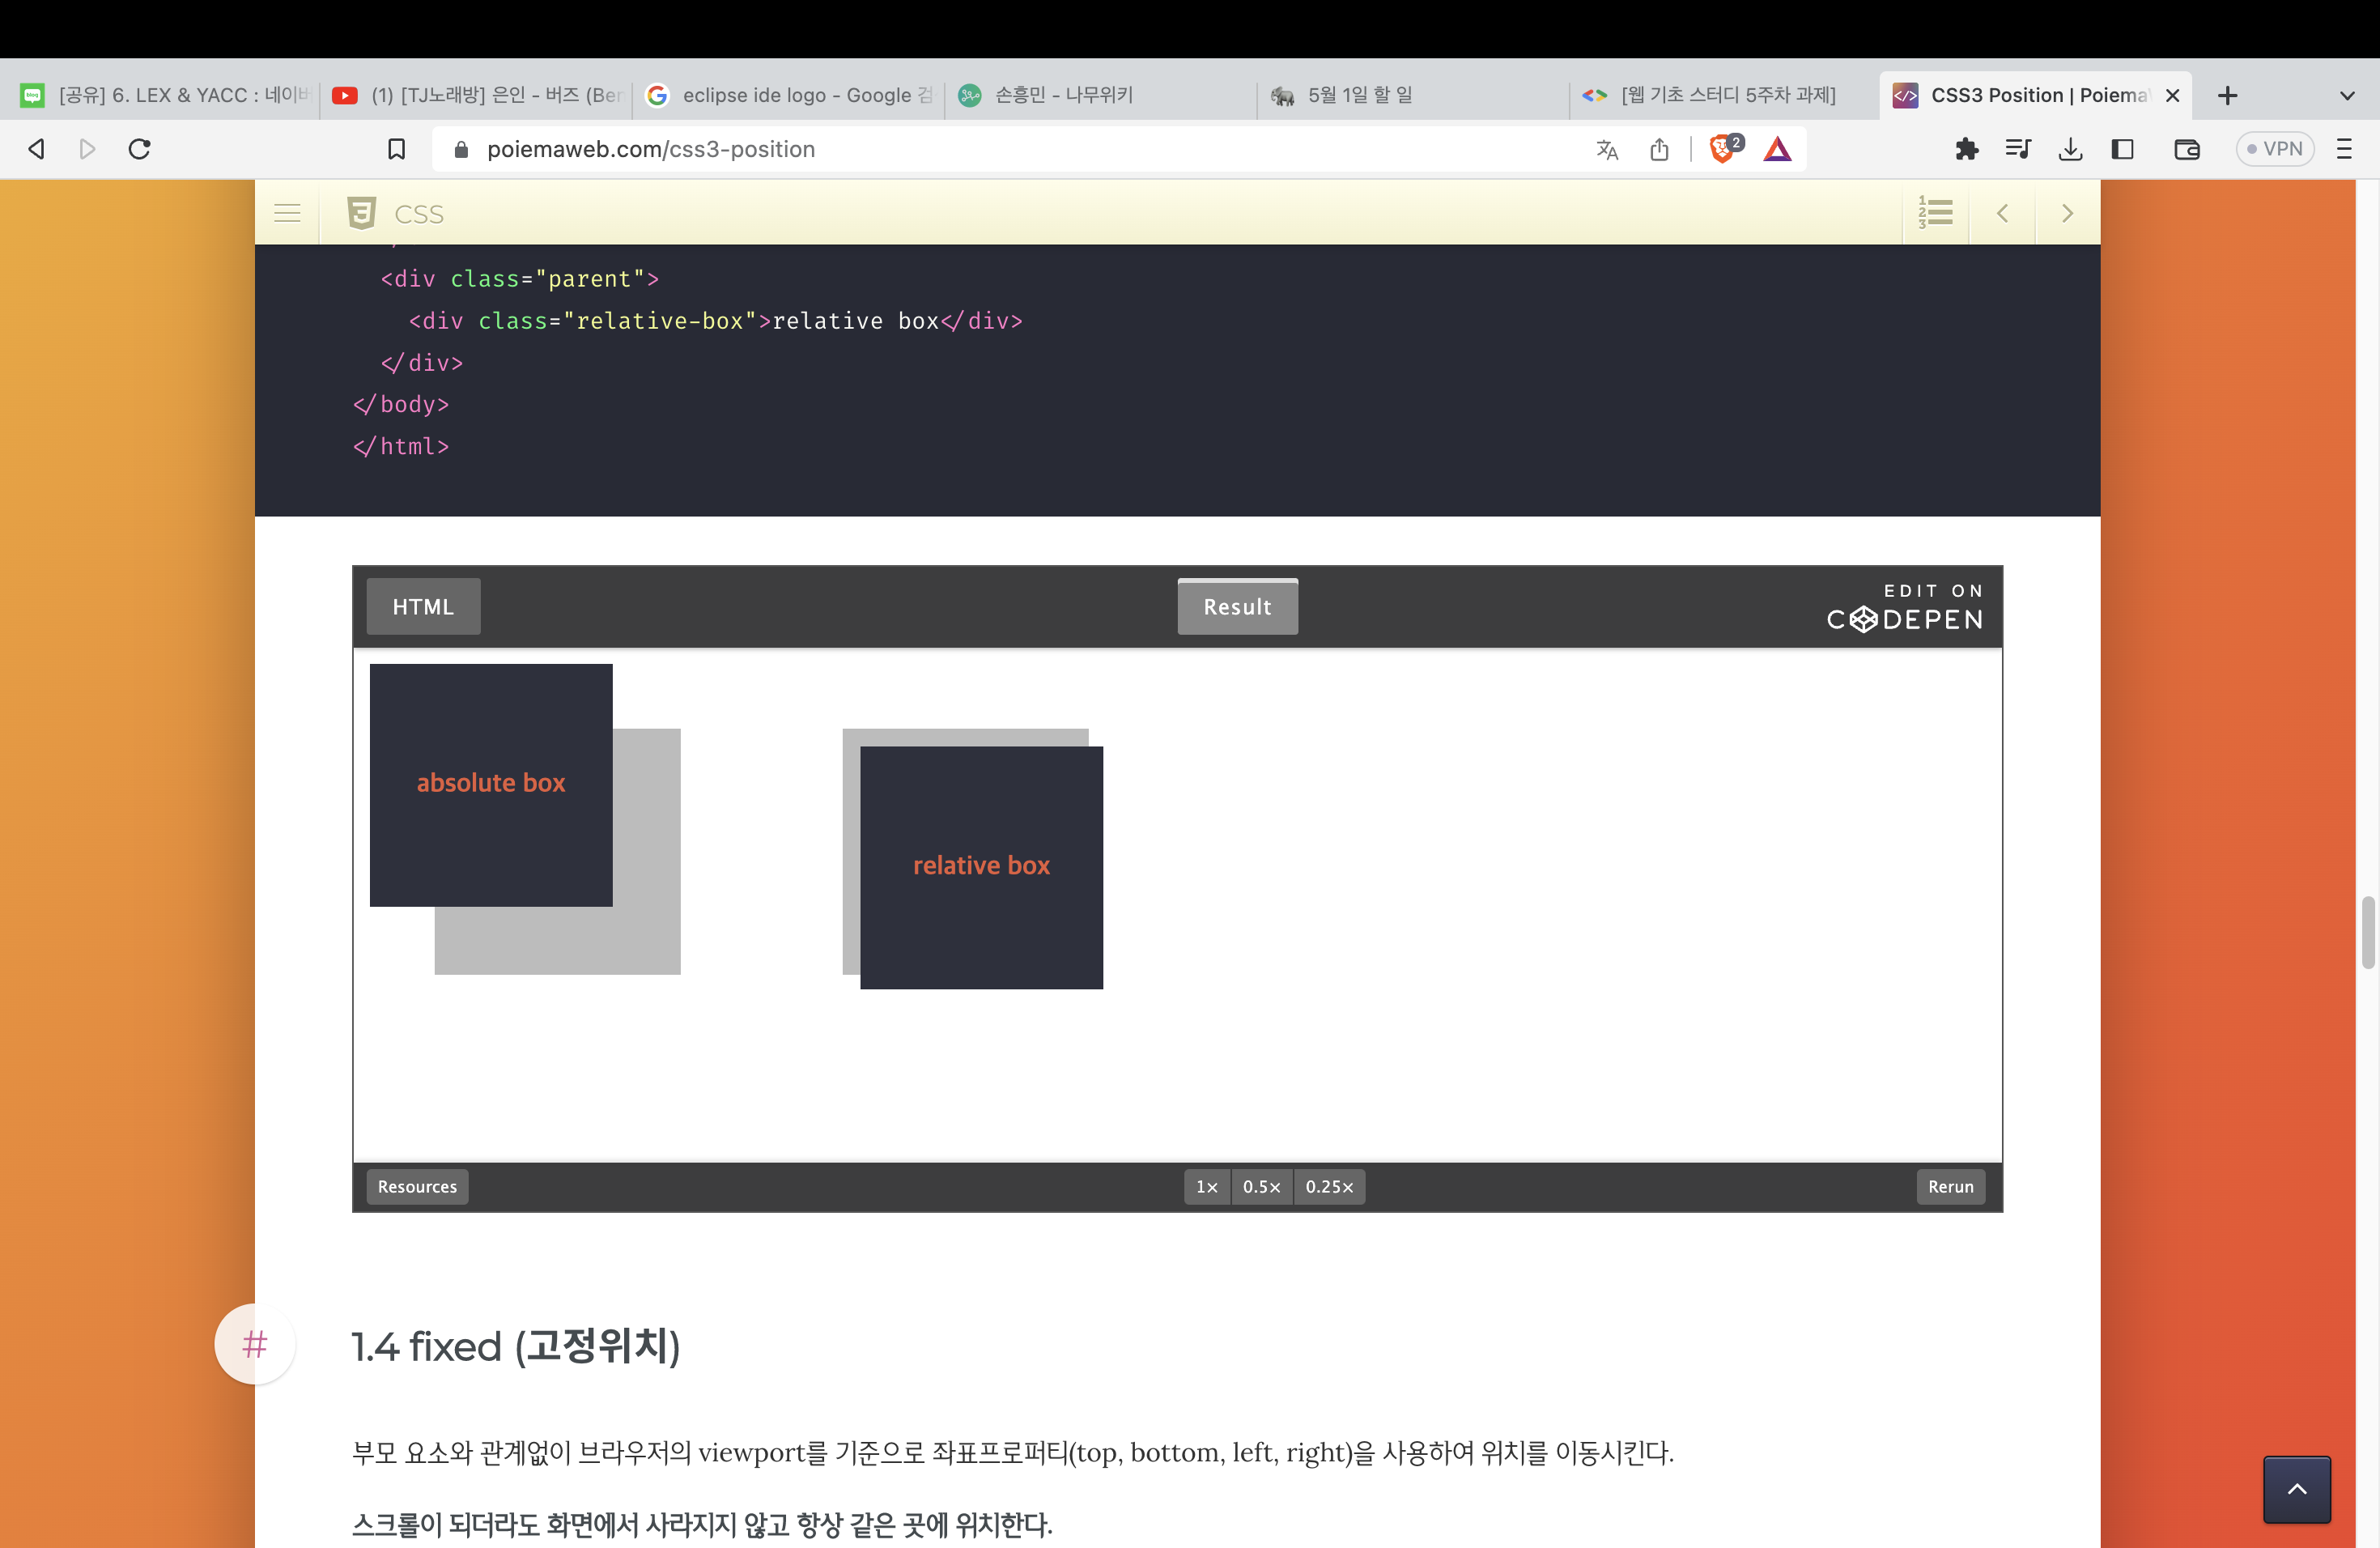 [공유] 6. LEX & YACC : 네이버
(1) [TJ노래방] 은인 - 버즈 (Ber
eclipse ide logo - Google 검
손흥민 - 나무위키
5월 1일 할 일
[웹 기초 스터디 5주차 과제]
CSS3 Position | Poiema
poiemaweb.com/css3-position
2
VPN
CSS
<div class="parent">
<div class="relative-box">relative box</div>
</div>
</body>
</html>
HTML
Result
EDIT ON
CODEPEN
absolute box
relative box
Resources
1×
0.5×
0.25×
Rerun
#
1.4 fixed (고정위치)
부모 요소와 관계없이 브라우저의 viewport를 기준으로 좌표프로퍼티(top, bottom, left, right)을 사용하여 위치를 이동시킨다.
스크롤이 되더라도 화면에서 사라지지 않고 항상 같은 곳에 위치한다.